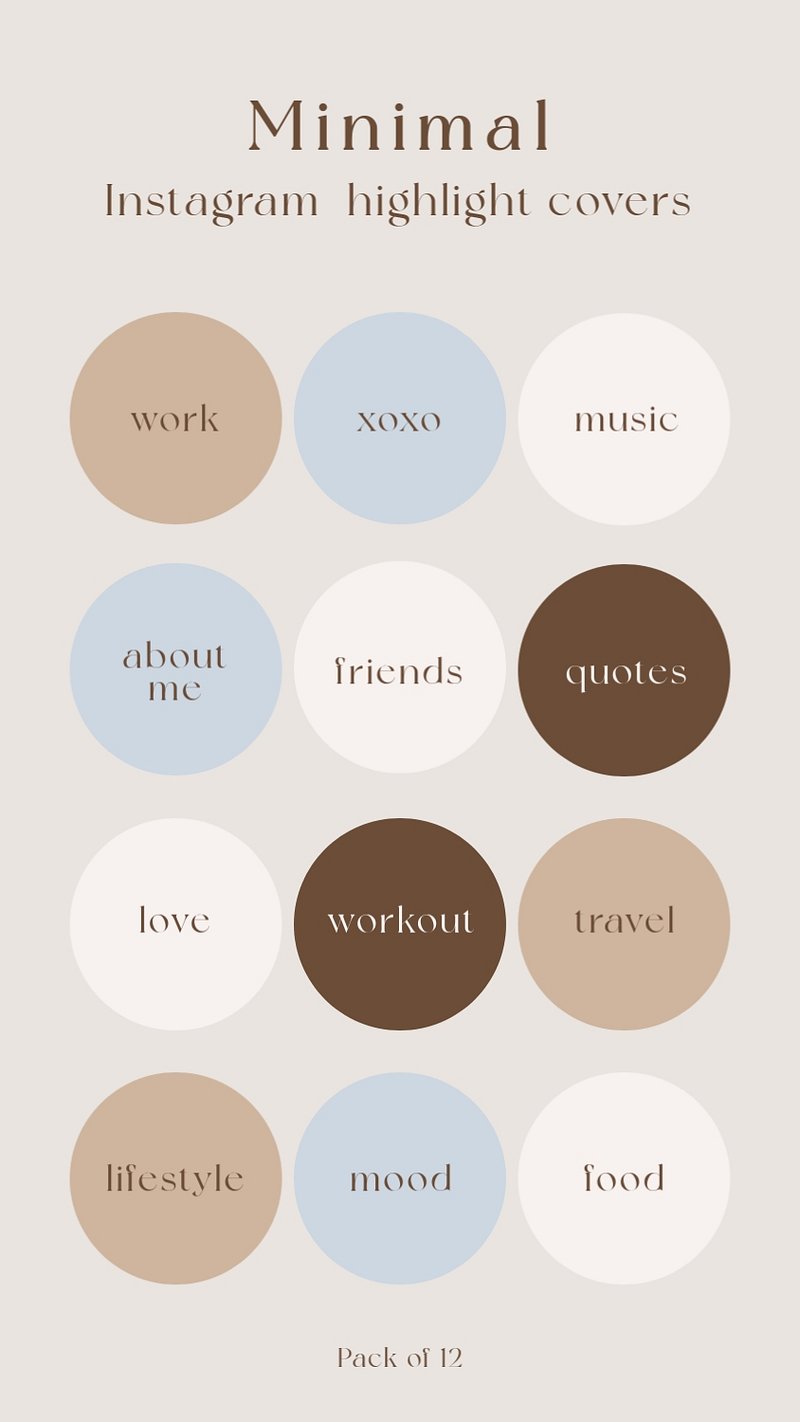 Minimal
Instagram highlight covers
work
xoxo
music
about
me
friends
quotes
love
workout
travel
lifestyle
mood
food
Pack of 12